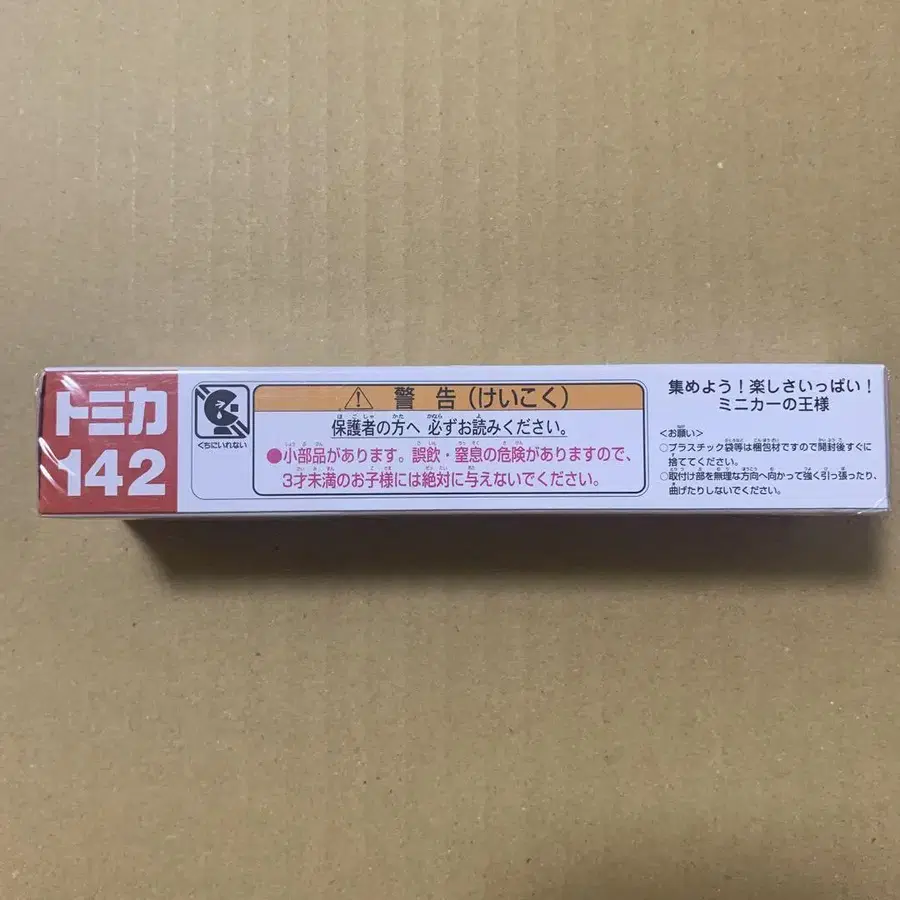 トミカ
142
くちにいれない
警告(けいこく)
保護者の方へ 必ずお読みください。
●小部品があります。誤飲・窒息の危険がありますので、
3才未満のお子様には絶対に与えないでください。
集めよう!楽しさいっぱい!
ミニカーの王様
<お願い>
○プラスチック袋等は梱包材ですので開封後すぐに
捨ててください。
○取付け部を無理な方向へ向かって強く引っ張ったり、
曲げたりしないでください。